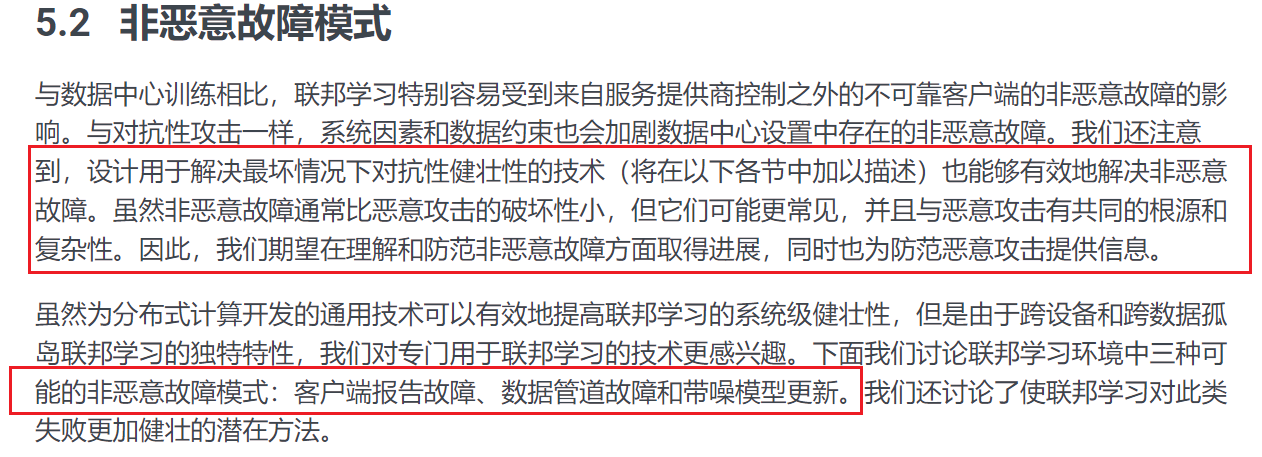 5.2 非恶意故障模式
与数据中心训练相比，联邦学习特别容易受到来自服务提供商控制之外的不可靠客户端的非恶意故障的影
响。与对抗性攻击一样，系统因素和数据约束也会加剧数据中心设置中存在的非恶意故障。我们还注意
到，设计用于解决最坏情况下对抗性健壮性的技术（将在以下各节中加以描述）也能够有效地解决非恶意
故障。虽然非恶意故障通常比恶意攻击的破坏性小，但它们可能更常见，并且与恶意攻击有共同的根源和
复杂性。因此，我们期望在理解和防范非恶意故障方面取得进展，同时也为防范恶意攻击提供信息。
虽然为分布式计算开发的通用技术可以有效地提高联邦学习的系统级健壮性，但是由于跨设备和跨数据孤
岛联邦学习的独特特性，我们对专门用于联邦学习的技术更感兴趣。下面我们讨论联邦学习环境中三种可
能的非恶意故障模式：客户端报告故障、数据管道故障和带噪模型更新。我们还讨论了使联邦学习对此类
失败更加健壮的潜在方法。